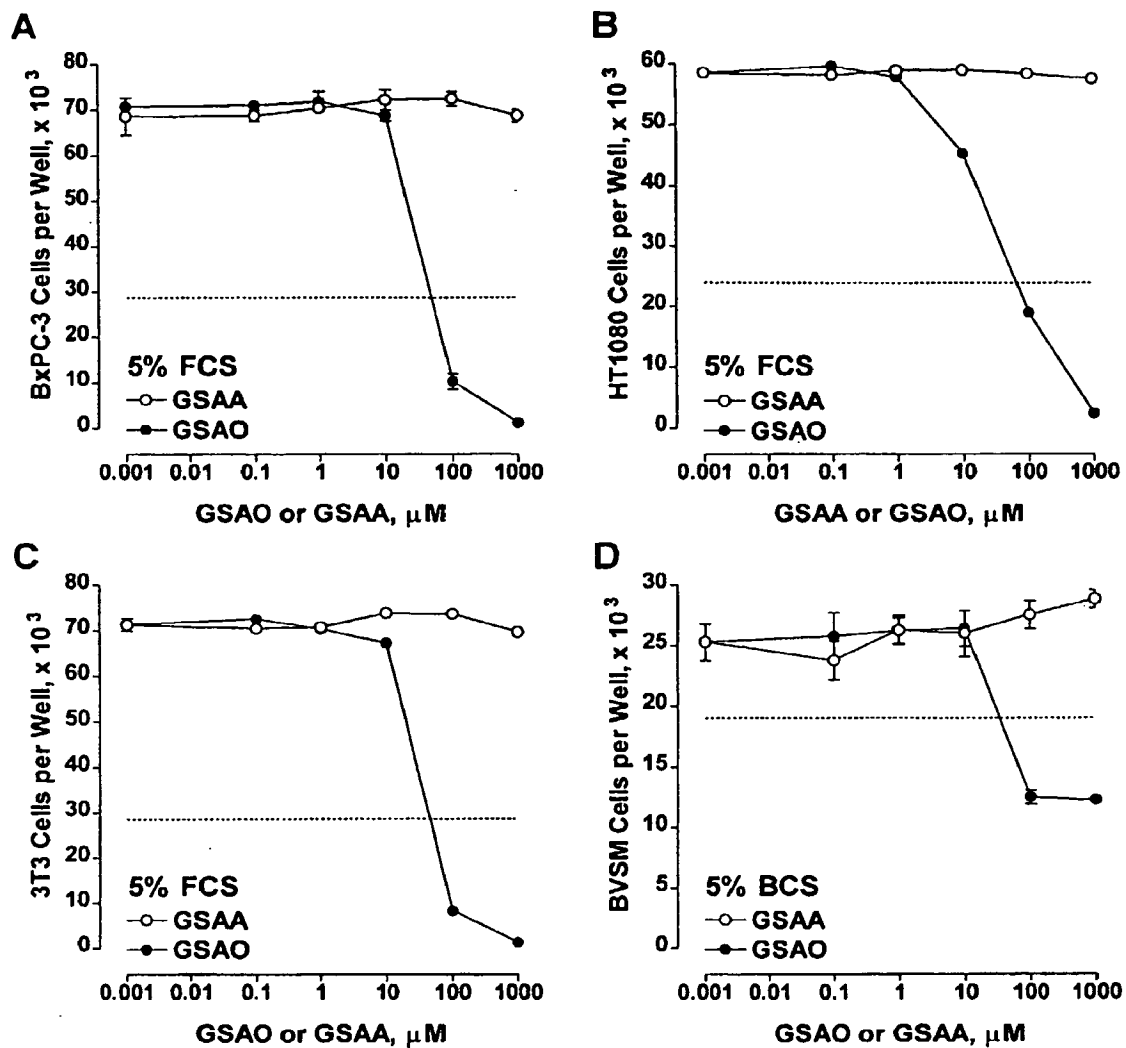 A
BxPC-3 Cells per Well, x 10³
80
70
60
50
40
30
20
10
0
5% FCS
GSAA
GSAO
0.001 0.01 0.1 1 10 100 1000
GSAO or GSAA, µM
B
HT1080 Cells per Well, x 10³
60
50
40
30
20
10
0
5% FCS
GSAA
GSAO
0.001 0.01 0.1 1 10 100 1000
GSAA or GSAO, µM
C
3T3 Cells per Well, x 10³
80
70
60
50
40
30
20
10
0
5% FCS
GSAA
GSAO
0.001 0.01 0.1 1 10 100 1000
GSAO or GSAA, µM
D
BVSM Cells per Well, x 10³
30
25
20
15
10
5
0
5% BCS
GSAA
GSAO
0.001 0.01 0.1 1 10 100 1000
GSAO or GSAA, µM